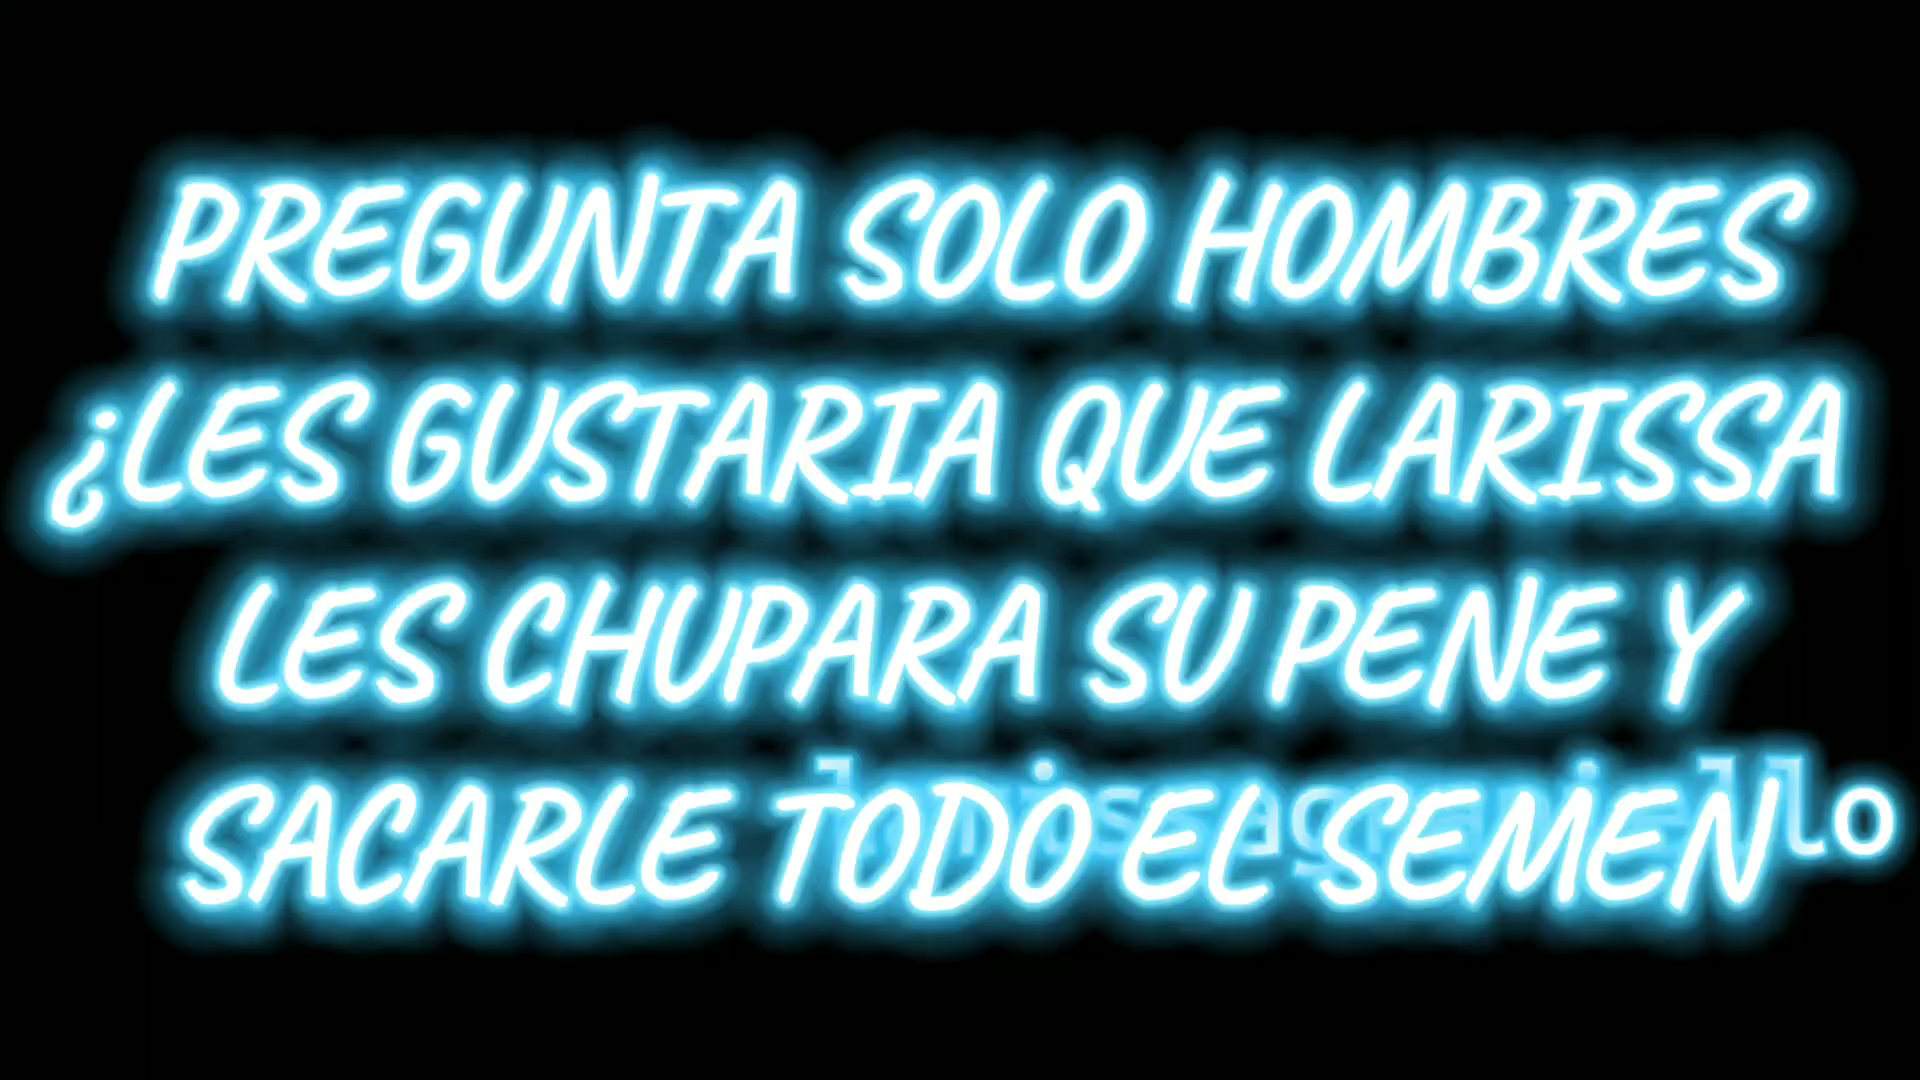 PREGUNTA SOLO HOMBRES
¿LES GUSTARIA QUE LARISSA
LES CHUPARA SU PENE Y
SACARLE TODO EL SEMEN